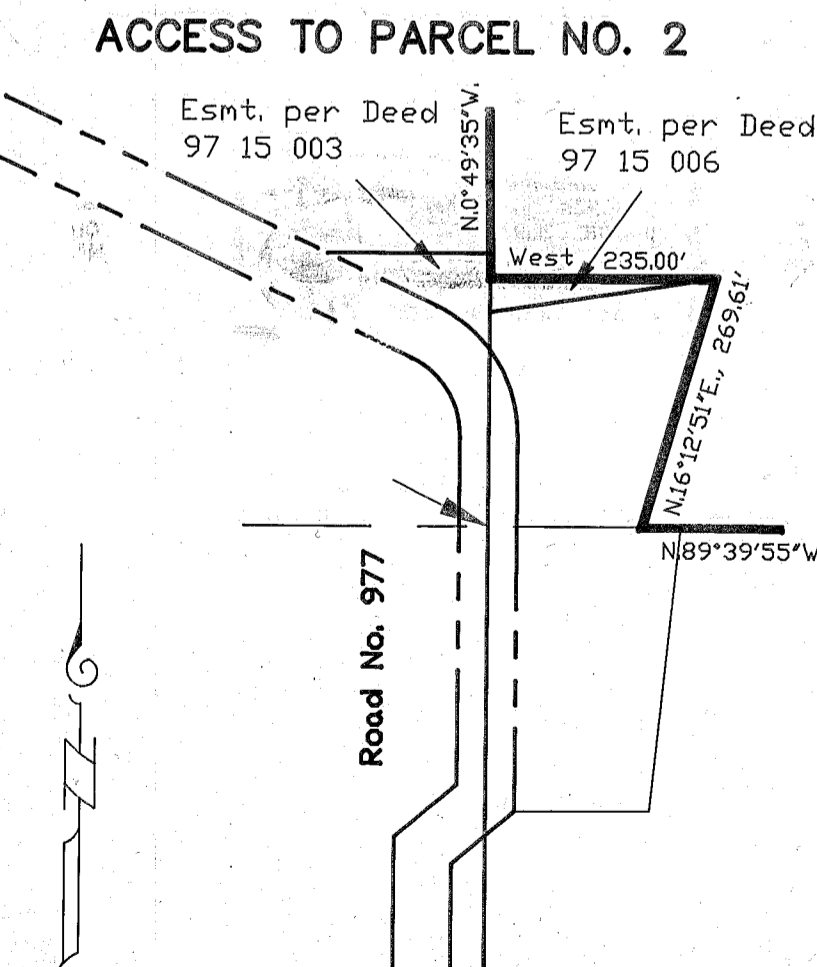 ACCESS TO PARCEL NO. 2
Esmt. per Deed
97 15 003
N.0°49'35"W.
Esmt. per Deed
97 15 006
West 235.00'
N.16°12'51"E., 269.61'
N.89°39'55"W
Road No. 977